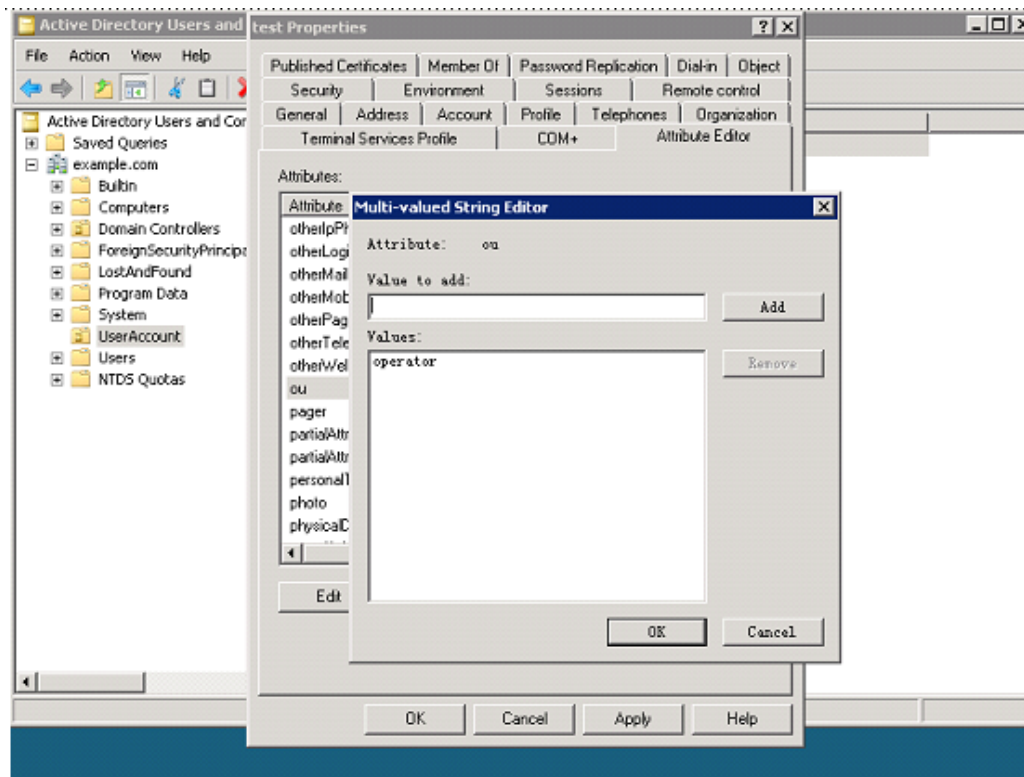 Active Directory Users and
test Properties
File Action View Help
Active Directory Users and Cor
Saved Queries
example.com
Builtin
Computers
Domain Controllers
ForeignSecurityPrincipa
LostAndFound
Program Data
System
UserAccount
Users
NTDS Quotas
Published Certificates Member Of Password Replication Dial-in Object
Security Environment Sessions Remote control
General Address Account Profile Telephones Organization
Terminal Services Profile COM+ Attribute Editor
Attributes:
Attribute
otherIpPh
otherLogi
otherMail
otherMob
otherPag
otherTele
otherWel
ou
pager
partialAttr
partialAttr
personalT
photo
physicalD
Edit
Multi-valued String Editor
Attribute: ou
Value to add:
Add
Values:
operator
Remove
OK Cancel
OK Cancel Apply Help